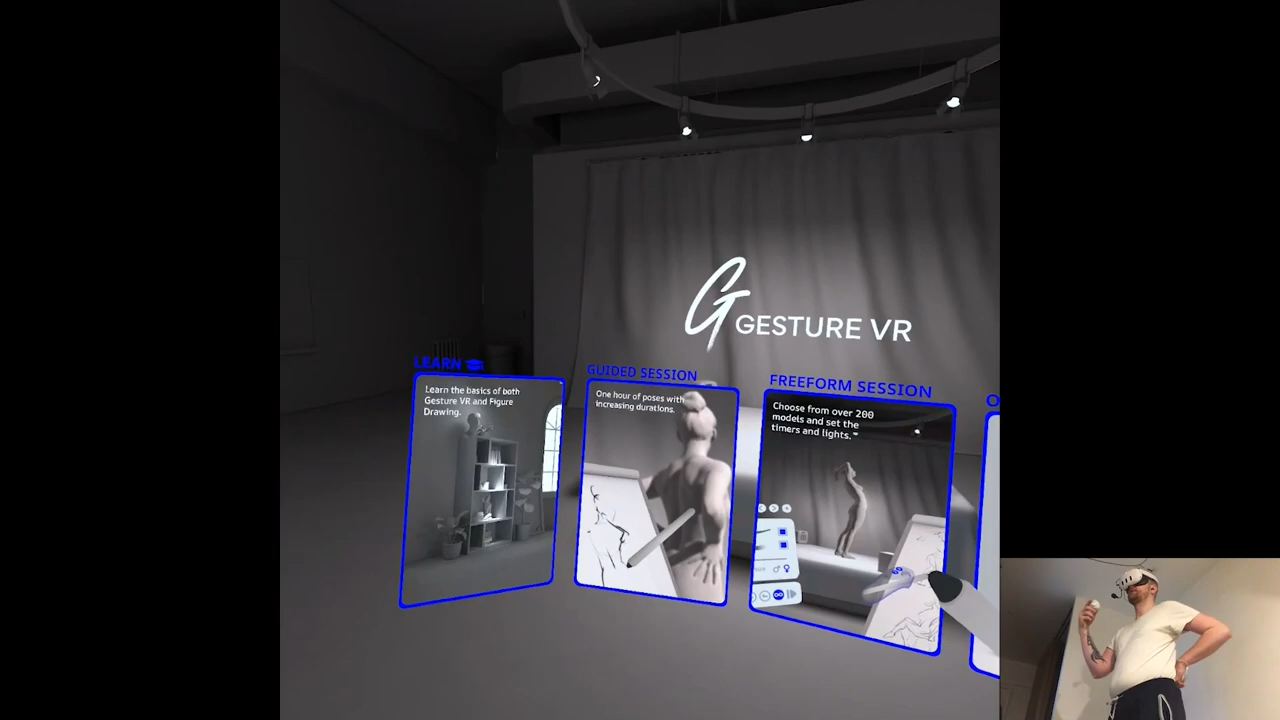 G GESTURE VR
LEARN
Learn the basics of both
Gesture VR and Figure
Drawing.
GUIDED SESSION
One hour of poses with
increasing durations.
FREEFORM SESSION
Choose from over 200
models and set the
timers and lights.